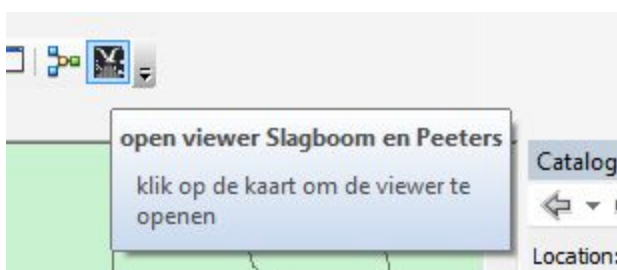 open viewer Slagboom en Peeters
klik op de kaart om de viewer te
openen
Catalog
Location: